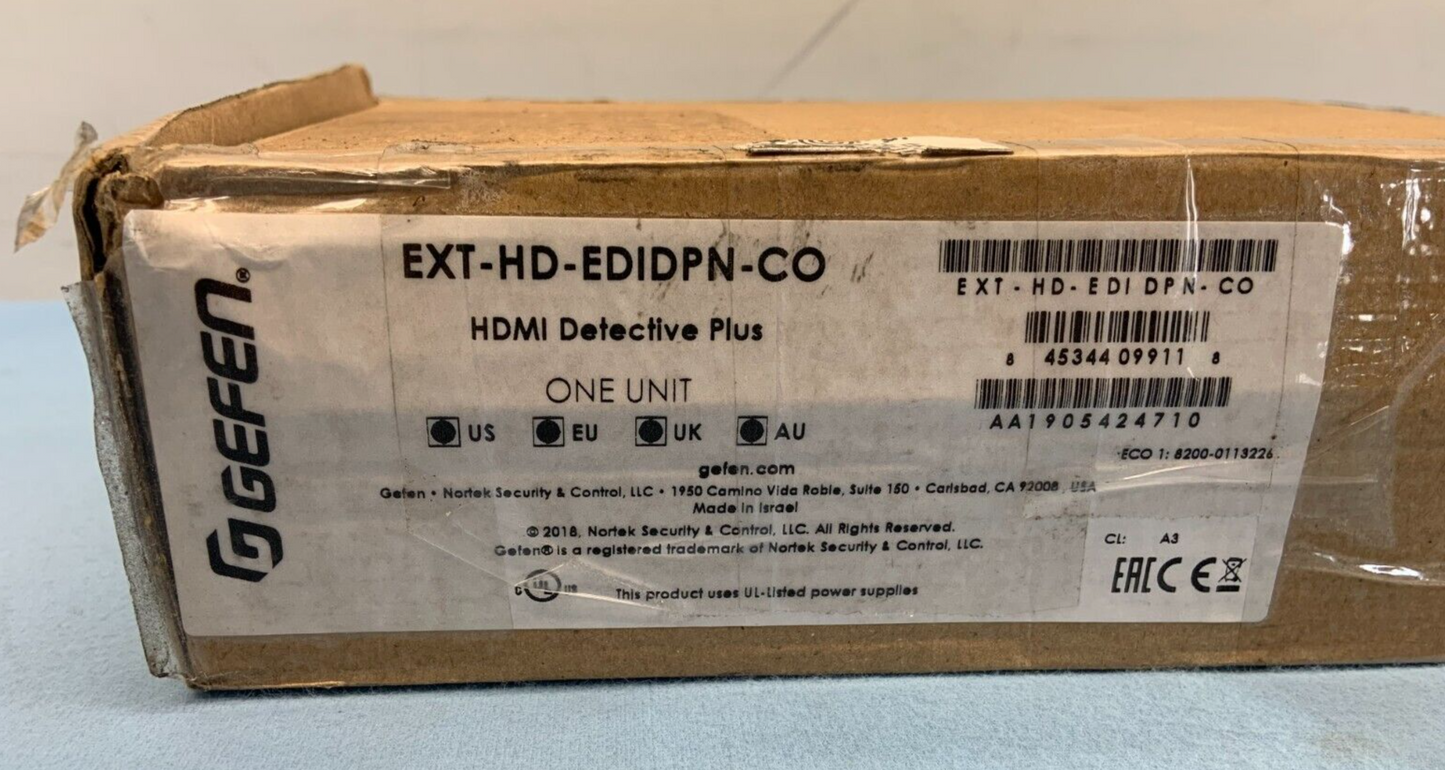 GEFEN®
EXT-HD-EDIDPN-CO
HDMI Detective Plus
ONE UNIT
US EU UK AU
gefen.com
Gefen • Nortek Security & Control, LLC • 1950 Camino Vida Roble, Suite 150 • Carlsbad, CA 92008, USA
Made in Israel
© 2018, Nortek Security & Control, LLC. All Rights Reserved.
Gefen® is a registered trademark of Nortek Security & Control, LLC.
C UL US This product uses UL-Listed power supplies
EXT-HD-EDIDPN-CO
8 45344 09911 8
AA1905424710
ECO 1: 8200-0113226
CL: A3
EAC CE